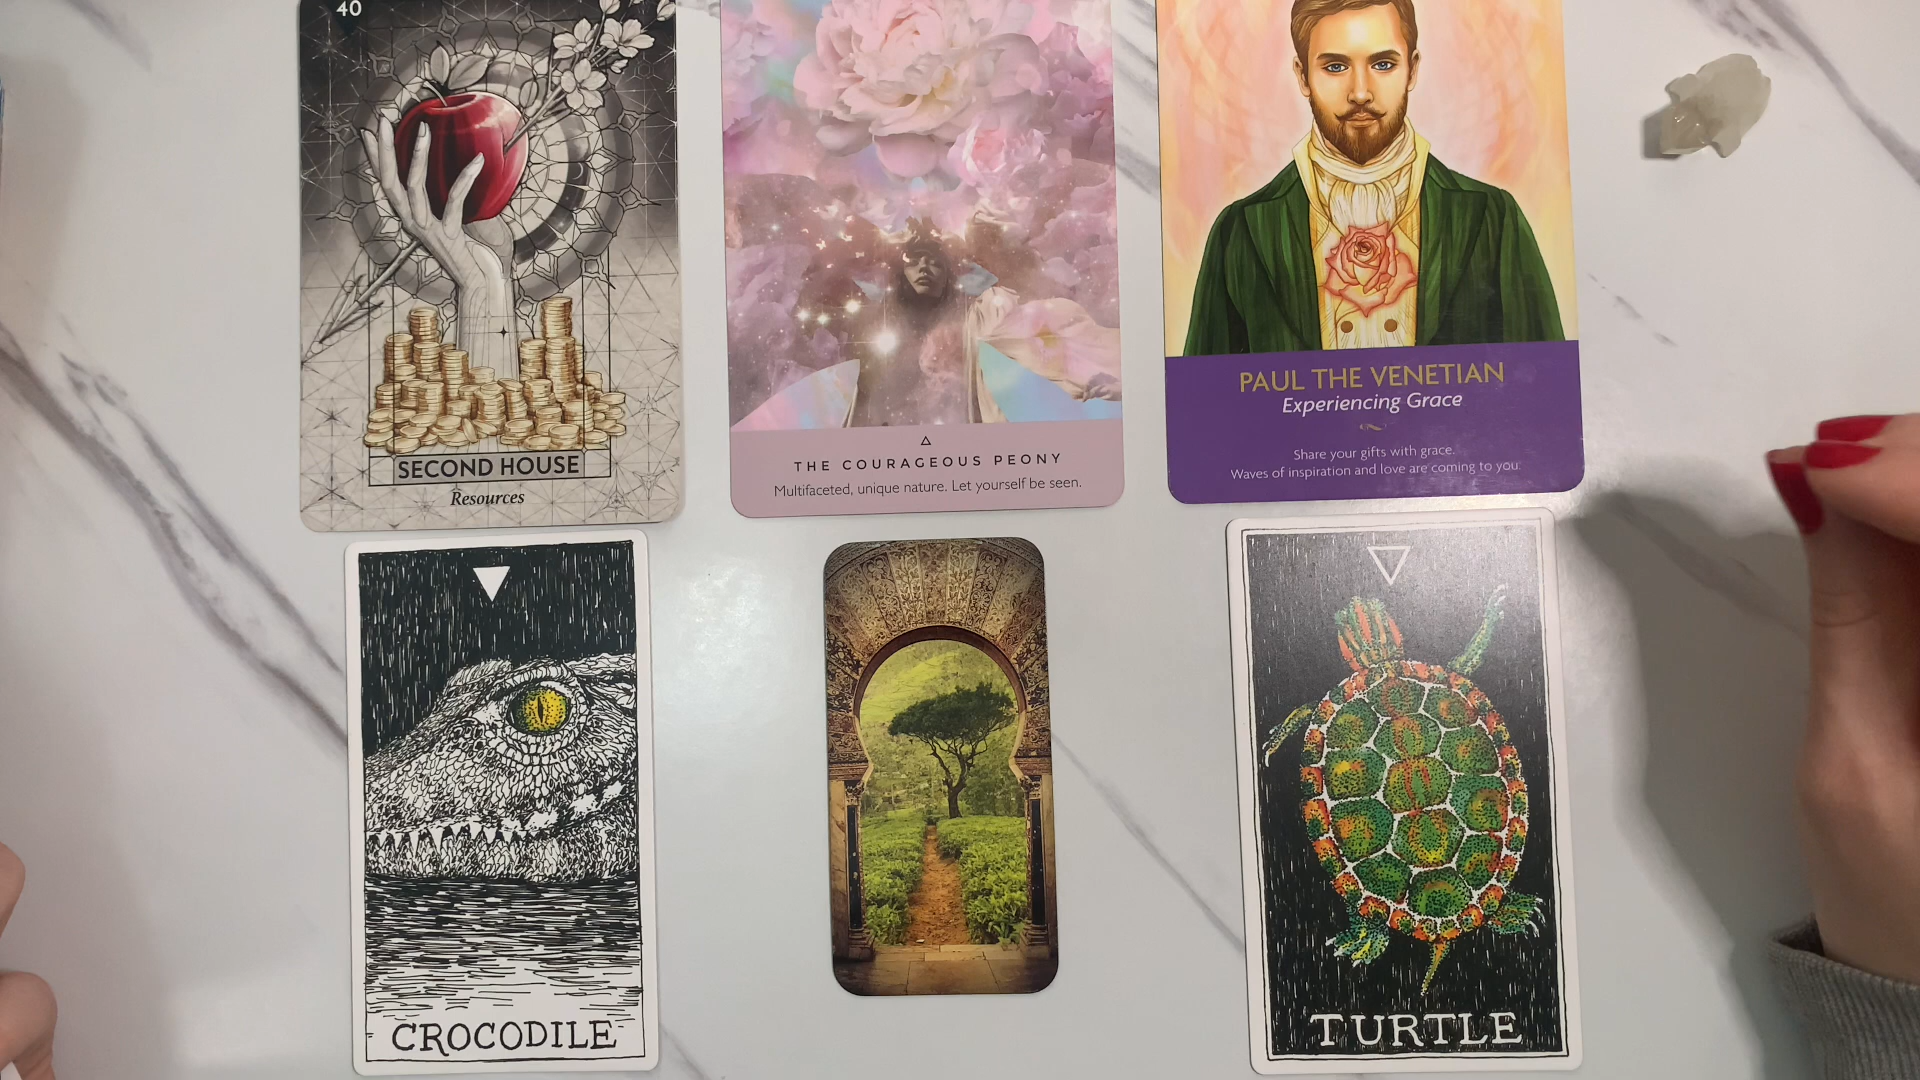 40
SECOND HOUSE
Resources
THE COURAGEOUS PEONY
Multifaceted, unique nature. Let yourself be seen.
PAUL THE VENETIAN
Experiencing Grace
Share your gifts with grace.
Waves of inspiration and love are coming to you.
CROCODILE
TURTLE